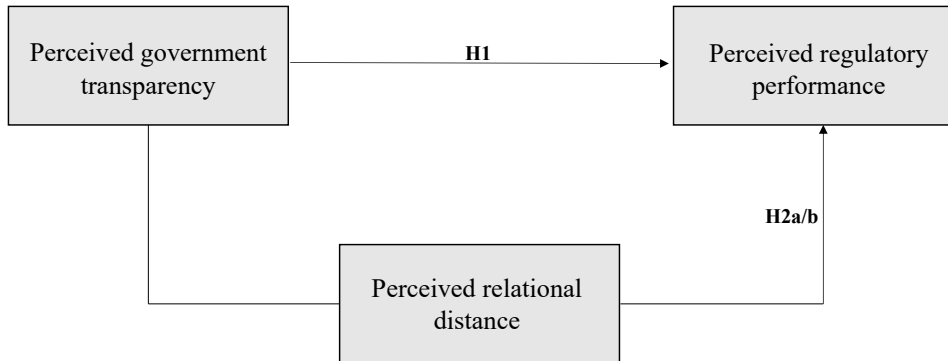 Perceived government
transparency
H1
Perceived regulatory
performance
H2a/b
Perceived relational
distance